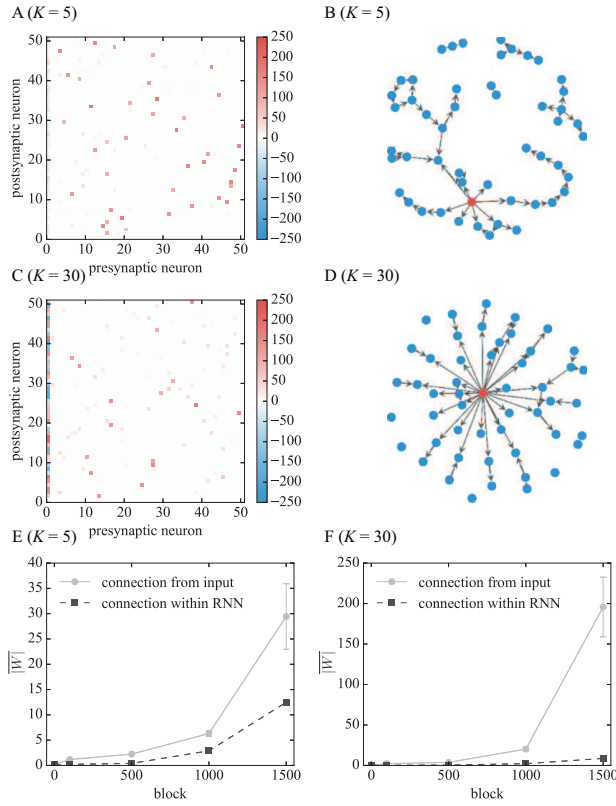 A (K = 5)
B (K = 5)
postsynaptic neuron
50
40
30
20
10
0
0 10 20 30 40 50
presynaptic neuron
250
200
150
100
50
0
−50
−100
−150
−200
−250
C (K = 30)
D (K = 30)
postsynaptic neuron
50
40
30
20
10
0
0 10 20 30 40 50
presynaptic neuron
250
200
150
100
50
0
−50
−100
−150
−200
−250
E (K = 5)
F (K = 30)
|W|
40
35
30
25
20
15
10
5
0
connection from input
connection within RNN
0 500 1000 1500
block
|W|
250
200
150
100
50
0
connection from input
connection within RNN
0 500 1000 1500
block